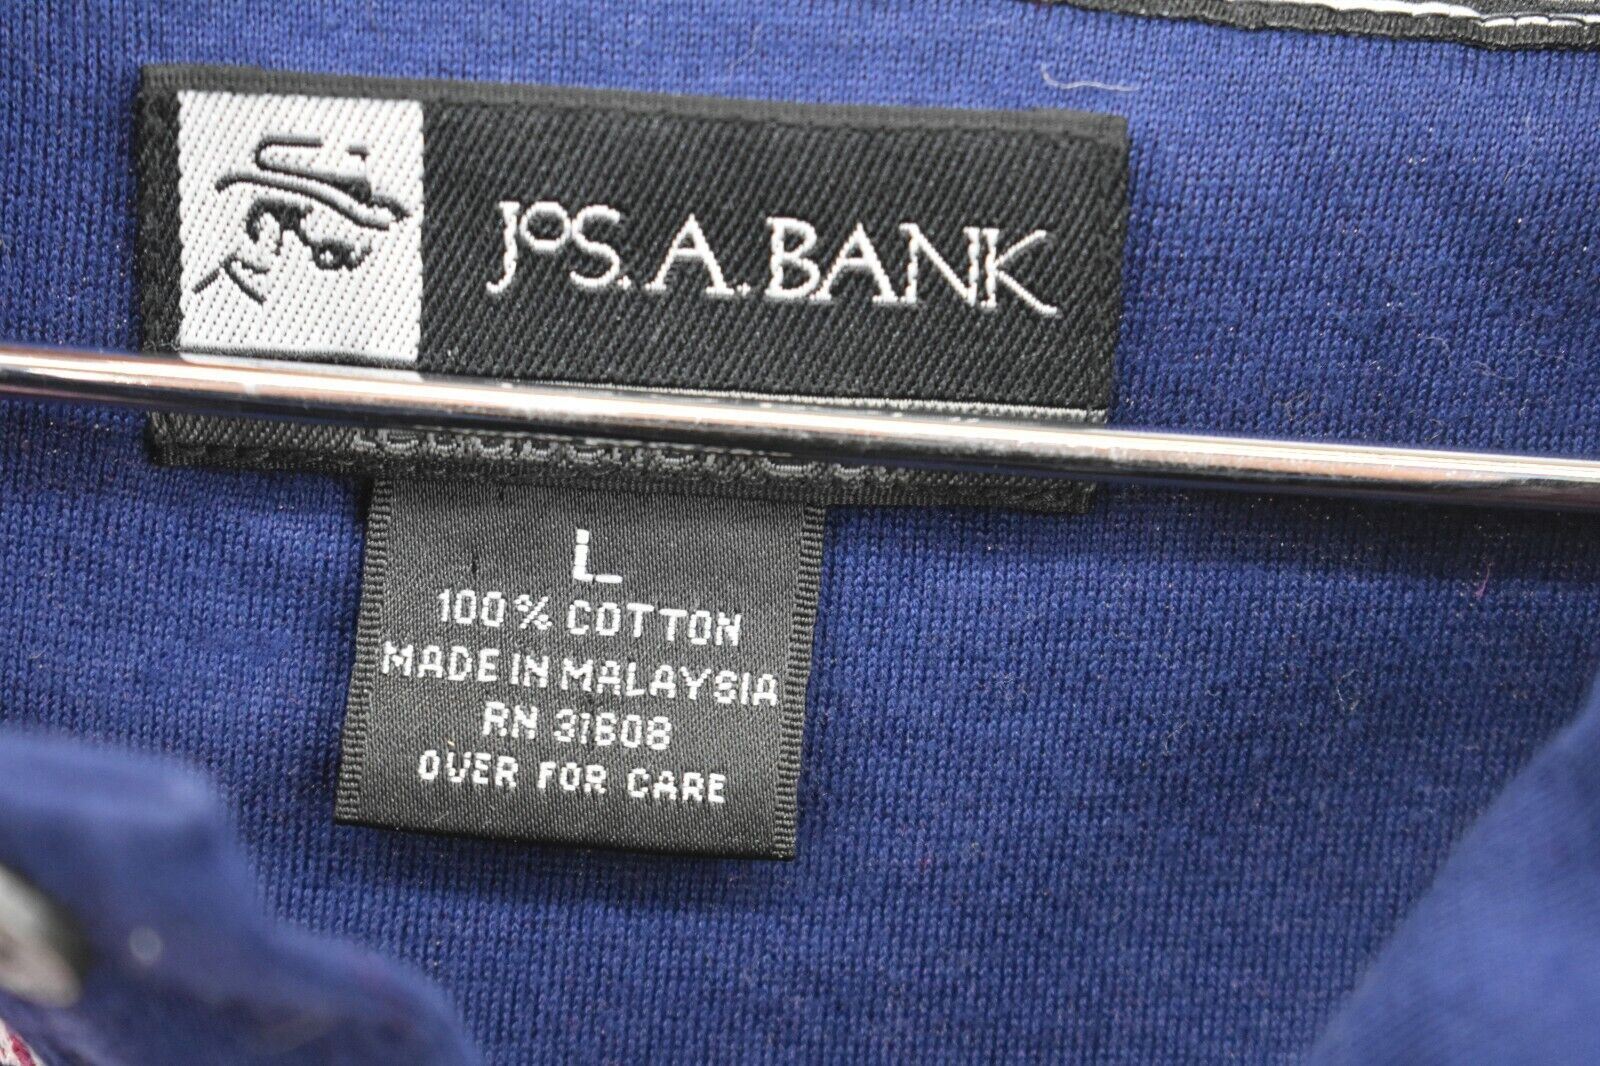 JOS. A. BANK
L
100% COTTON
MADE IN MALAYSIA
RN 31608
OVER FOR CARE